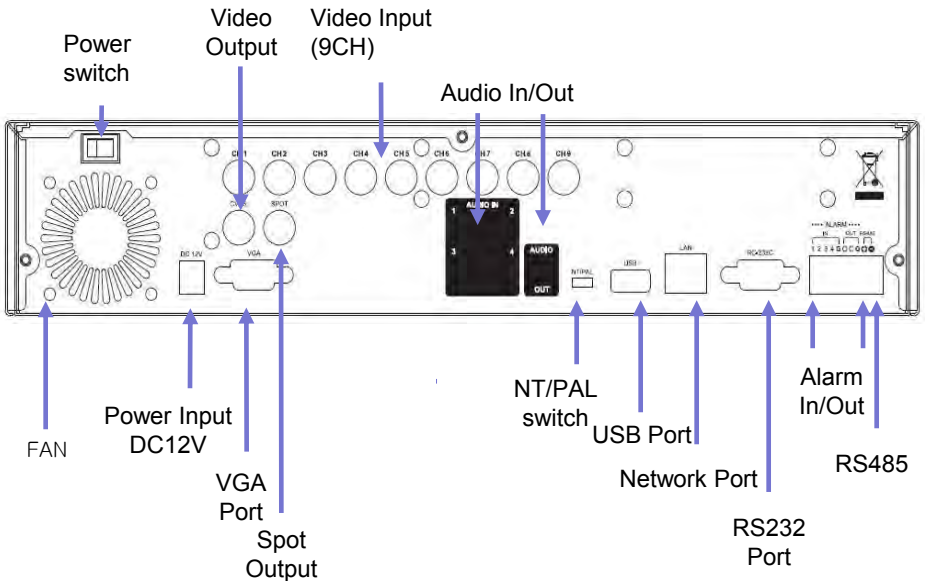 Video
Output
Video Input
(9CH)
Power
switch
Audio In/Out
CH2
CH3
CH4
CH5
CH6
CH7
CH8
CH9
SPOT
AUDIO IN
1
2
3
4
AUDIO
OUT
DC 12V
VGA
NT/PAL
USB
LAN
RS-232C
ALARM
IN
OUT
RS485
1 2 3 4 G
FAN
Power Input
DC12V
VGA
Port
Spot
Output
NT/PAL
switch
USB Port
Network Port
RS232
Port
Alarm
In/Out
RS485